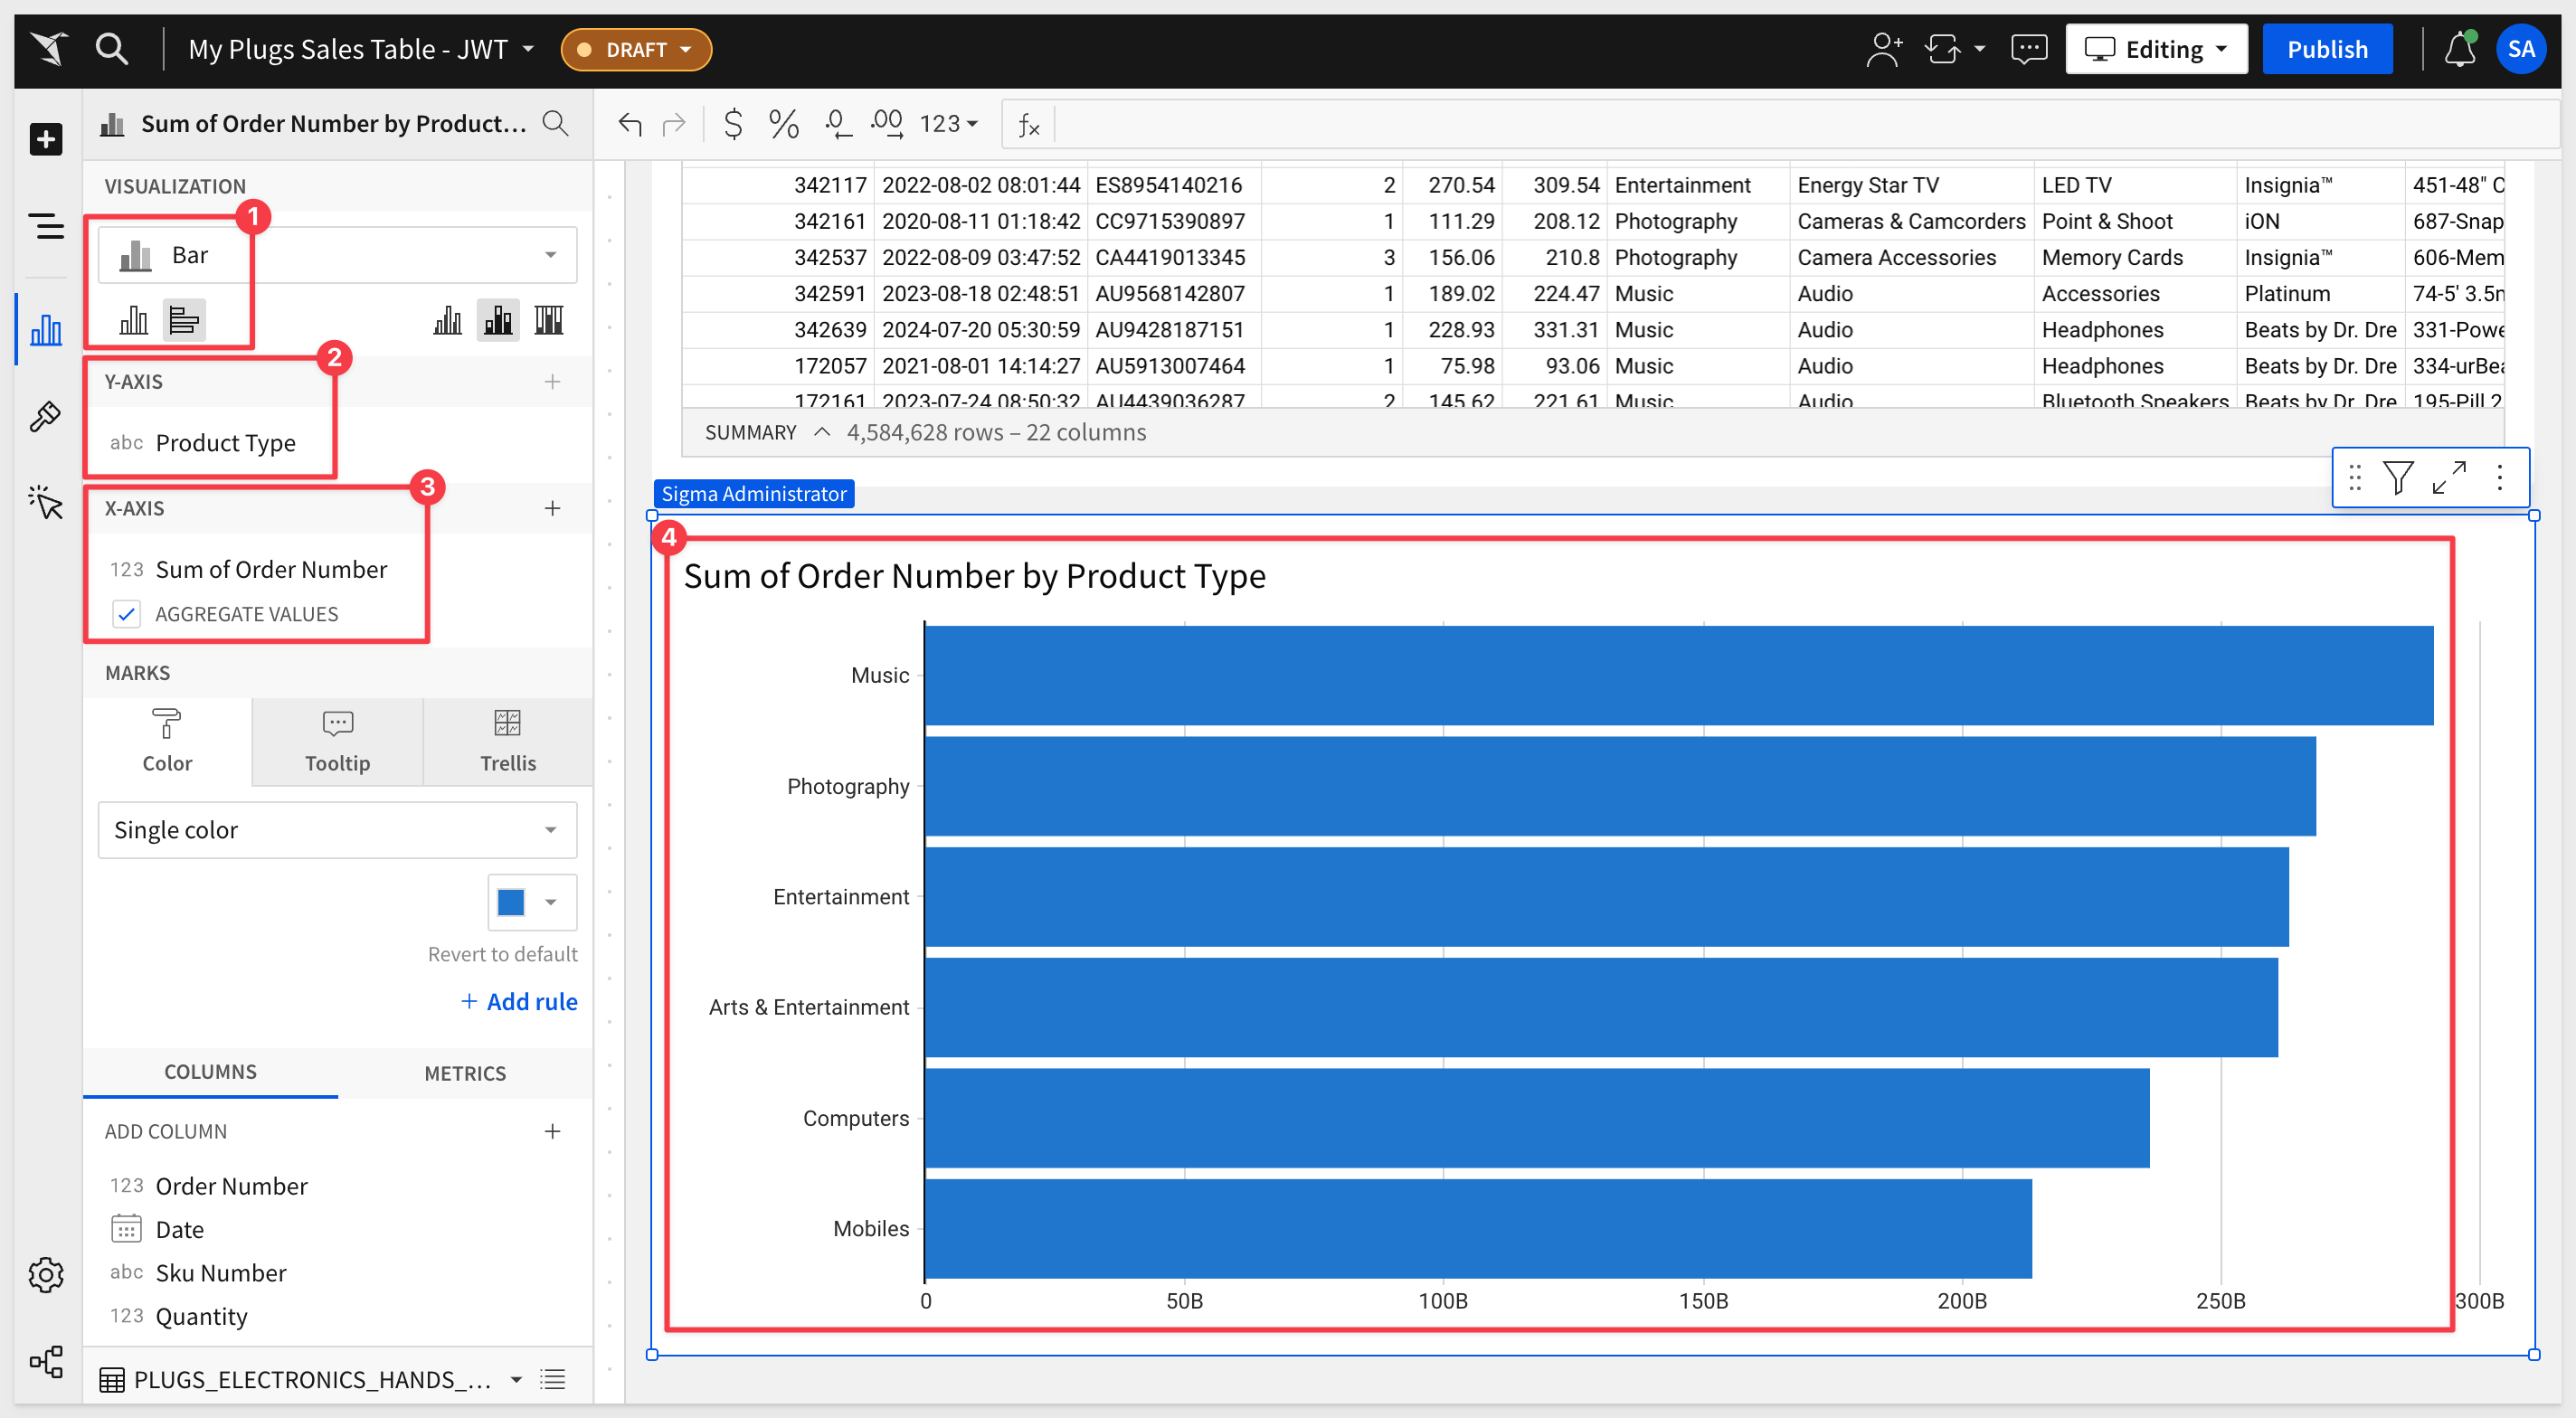 My Plugs Sales Table - JWT DRAFT Editing Publish SA
Sum of Order Number by Product... $ % .0 .00 123 fx
VISUALIZATION
1
Bar
2
Y-AXIS
abc Product Type
3
X-AXIS
123 Sum of Order Number
AGGREGATE VALUES
MARKS
Color Tooltip Trellis
Single color
Revert to default
+ Add rule
COLUMNS METRICS
ADD COLUMN
123 Order Number
Date
abc Sku Number
123 Quantity
PLUGS_ELECTRONICS_HANDS_...
342117 2022-08-02 08:01:44 ES8954140216 2 270.54 309.54 Entertainment Energy Star TV LED TV Insignia™ 451-48" C
342161 2020-08-11 01:18:42 CC9715390897 1 111.29 208.12 Photography Cameras & Camcorders Point & Shoot iON 687-Snap
342537 2022-08-09 03:47:52 CA4419013345 3 156.06 210.8 Photography Camera Accessories Memory Cards Insignia™ 606-Mem
342591 2023-08-18 02:48:51 AU9568142807 1 189.02 224.47 Music Audio Accessories Platinum 74-5' 3.5n
342639 2024-07-20 05:30:59 AU9428187151 1 228.93 331.31 Music Audio Headphones Beats by Dr. Dre 331-Powe
172057 2021-08-01 14:14:27 AU5913007464 1 75.98 93.06 Music Audio Headphones Beats by Dr. Dre 334-urBea
172161 2023-07-24 08:50:32 AU4439036287 2 145.62 221.61 Music Audio Bluetooth Speakers Beats by Dr. Dre 195-Pill 2
SUMMARY 4,584,628 rows – 22 columns
Sigma Administrator
4
Sum of Order Number by Product Type
Music
Photography
Entertainment
Arts & Entertainment
Computers
Mobiles
0 50B 100B 150B 200B 250B 300B